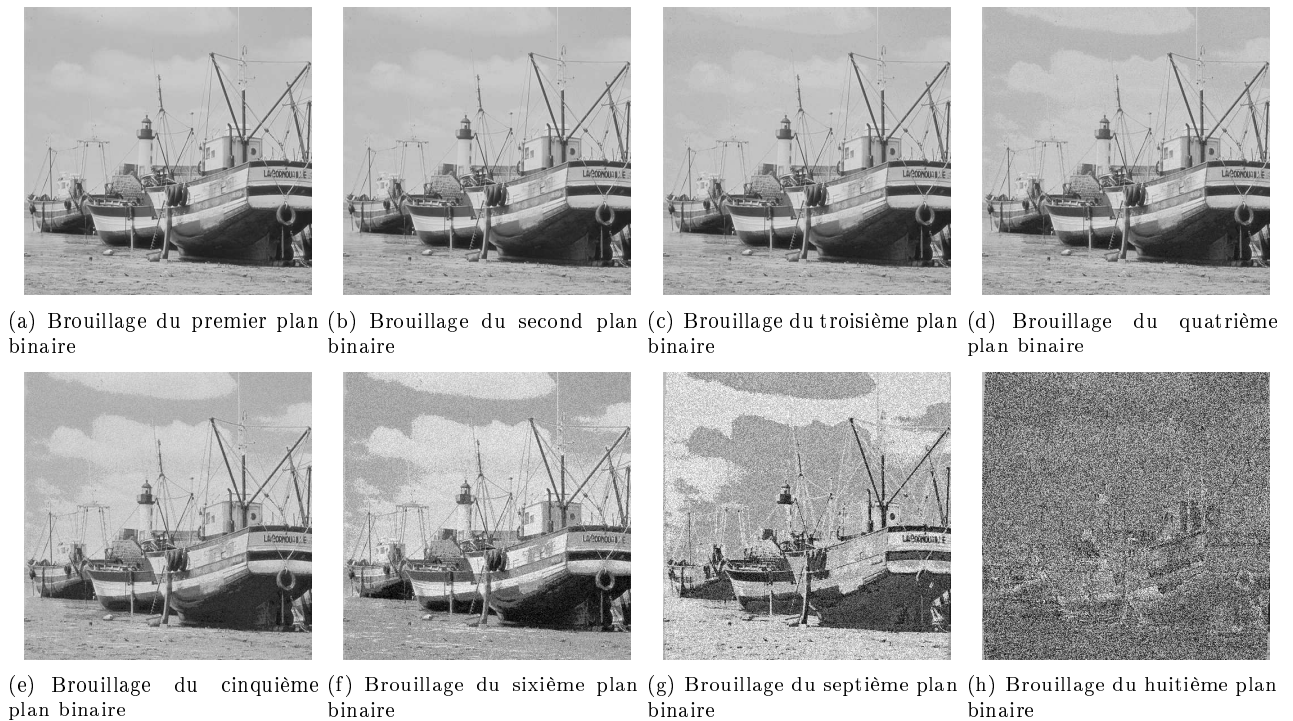 (a) Brouillage du premier plan binaire
(b) Brouillage du second plan binaire
(c) Brouillage du troisième plan binaire
(d) Brouillage du quatrième plan binaire
(e) Brouillage du cinquième plan binaire
(f) Brouillage du sixième plan binaire
(g) Brouillage du septième plan binaire
(h) Brouillage du huitième plan binaire